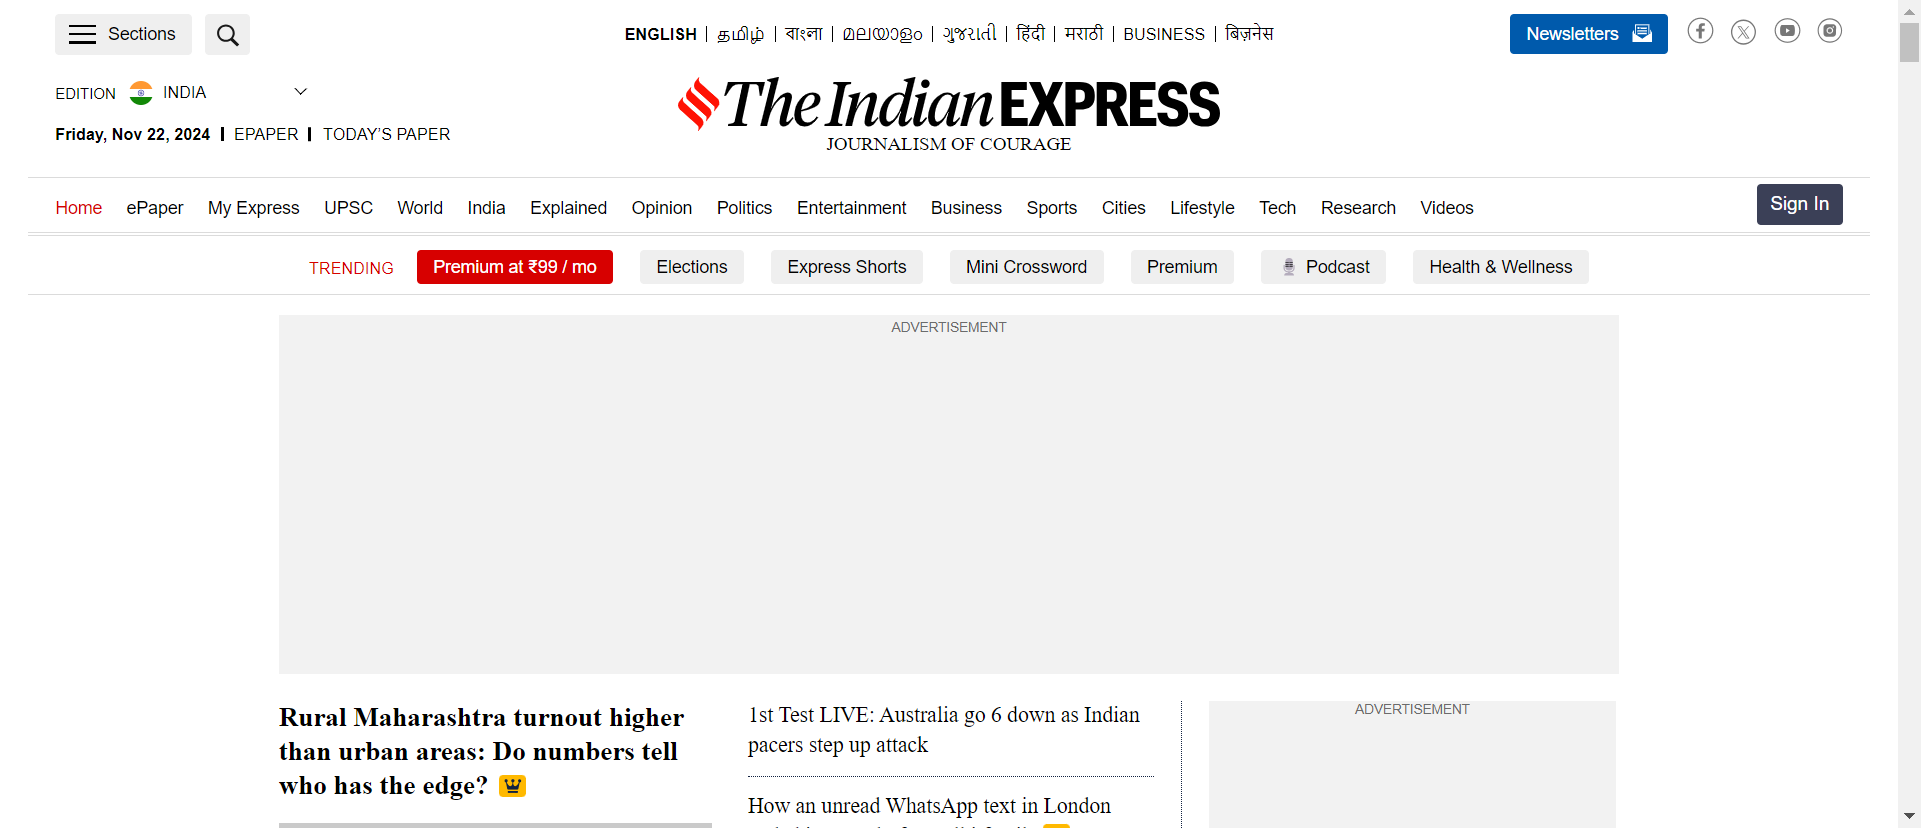 Sections
ENGLISH | தமிழ் | বাংলা | മലയാളം | ગુજરાતી | हिंदी | मराठी | BUSINESS | बिज़नेस
Newsletters
EDITION INDIA
The Indian EXPRESS
JOURNALISM OF COURAGE
Friday, Nov 22, 2024 | EPAPER | TODAY'S PAPER
Home ePaper My Express UPSC World India Explained Opinion Politics Entertainment Business Sports Cities Lifestyle Tech Research Videos
Sign In
TRENDING Premium at ₹99 / mo Elections Express Shorts Mini Crossword Premium Podcast Health & Wellness
ADVERTISEMENT
Rural Maharashtra turnout higher
than urban areas: Do numbers tell
who has the edge?
1st Test LIVE: Australia go 6 down as Indian
pacers step up attack
How an unread WhatsApp text in London
ADVERTISEMENT